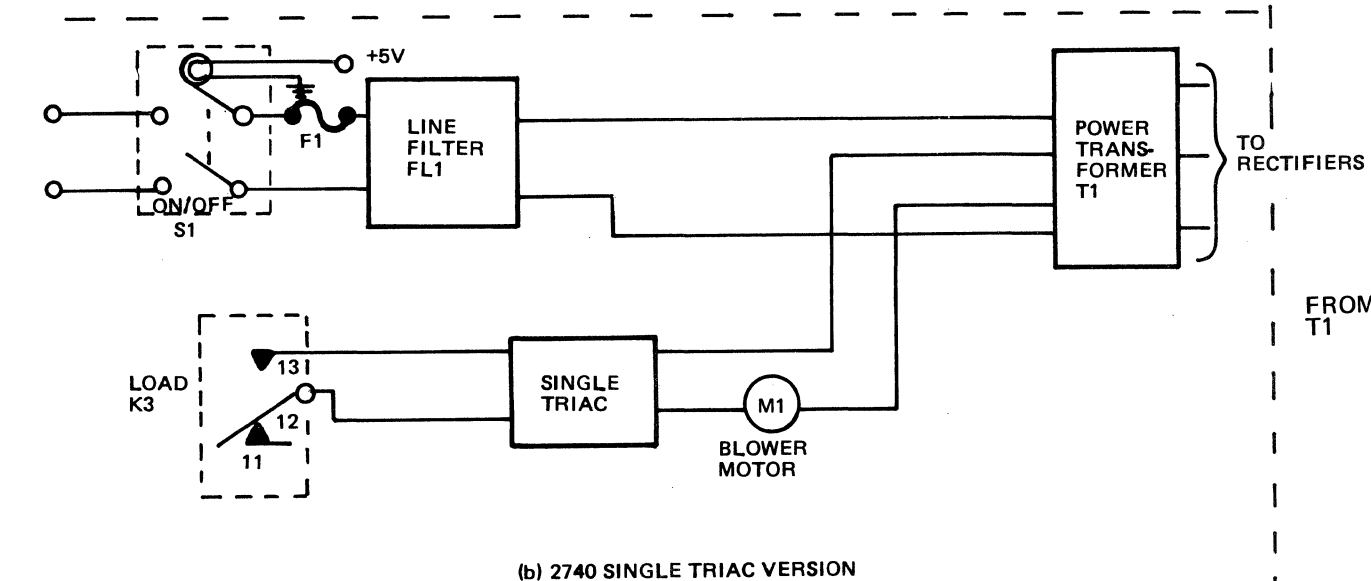 +5V
F1
LINE
FILTER
FL1
ON/OFF
S1
POWER
TRANS-
FORMER
T1
TO
RECTIFIERS
FROM
T1
LOAD
K3
13
12
11
SINGLE
TRIAC
M1
BLOWER
MOTOR
(b) 2740 SINGLE TRIAC VERSION